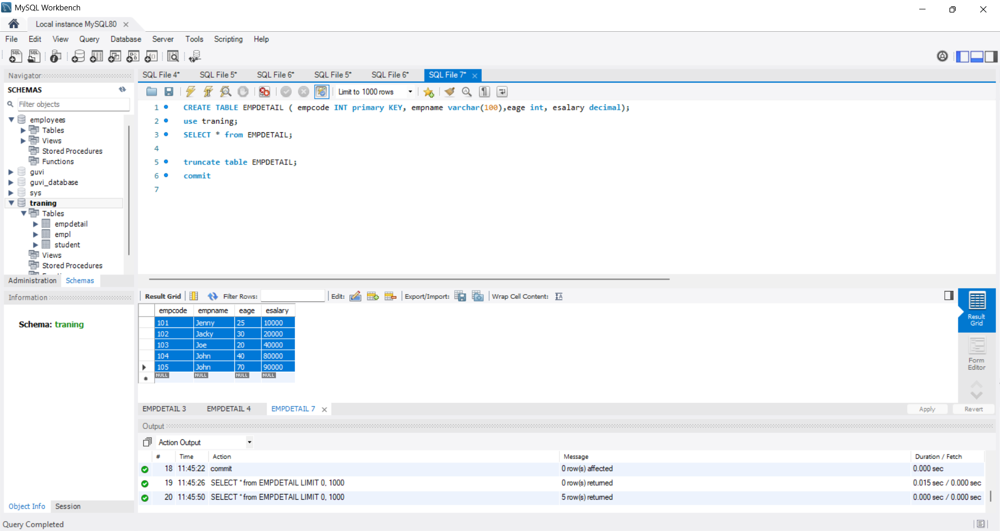 MySQL Workbench
Local instance MySQL80
File Edit View Query Database Server Tools Scripting Help
Navigator
SCHEMAS
Filter objects
employees
Tables
Views
Stored Procedures
Functions
guvi
guvi_database
sys
traning
Tables
empdetail
empl
student
Views
Stored Procedures
Administration Schemas
Information
Schema: traning
Object Info Session
SQL File 4* SQL File 5* SQL File 6* SQL File 5* SQL File 6* SQL File 7*
Limit to 1000 rows
1 CREATE TABLE EMPDETAIL ( empcode INT primary KEY, empname varchar(100),eage int, esalary decimal);
2 use traning;
3 SELECT * from EMPDETAIL;
4
5 truncate table EMPDETAIL;
6 commit
7
Result Grid Filter Rows: Edit: Export/Import: Wrap Cell Content:
empcode empname eage esalary
101 Jenny 25 10000
102 Jacky 30 20000
103 Joe 20 40000
104 John 40 80000
105 John 70 90000
NULL NULL NULL NULL
Result Grid
Form Editor
EMPDETAIL 3 EMPDETAIL 4 EMPDETAIL 7
Apply Revert
Output
Action Output
# Time Action Message Duration / Fetch
18 11:45:22 commit 0 row(s) affected 0.000 sec
19 11:45:26 SELECT * from EMPDETAIL LIMIT 0, 1000 0 row(s) returned 0.015 sec / 0.000 sec
20 11:45:50 SELECT * from EMPDETAIL LIMIT 0, 1000 5 row(s) returned 0.000 sec / 0.000 sec
Query Completed